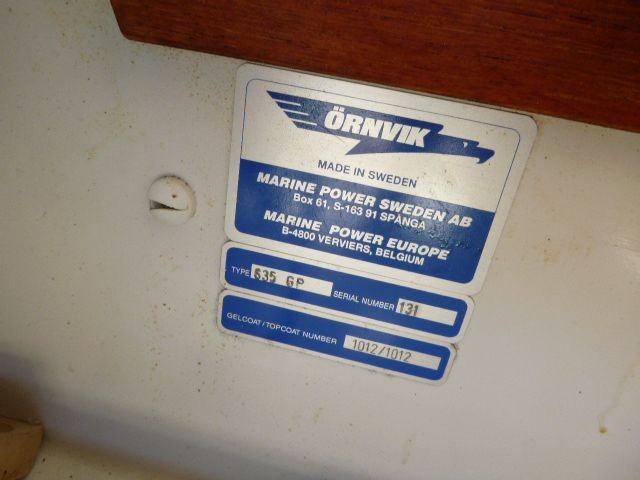 ÖRNVIK
MADE IN SWEDEN
MARINE POWER SWEDEN AB
Box 61, S-163 91 SPÅNGA
MARINE POWER EUROPE
B-4800 VERVIERS, BELGIUM
TYPE 635 GP SERIAL NUMBER 131
GELCOAT/TOPCOAT NUMBER 1012/1012